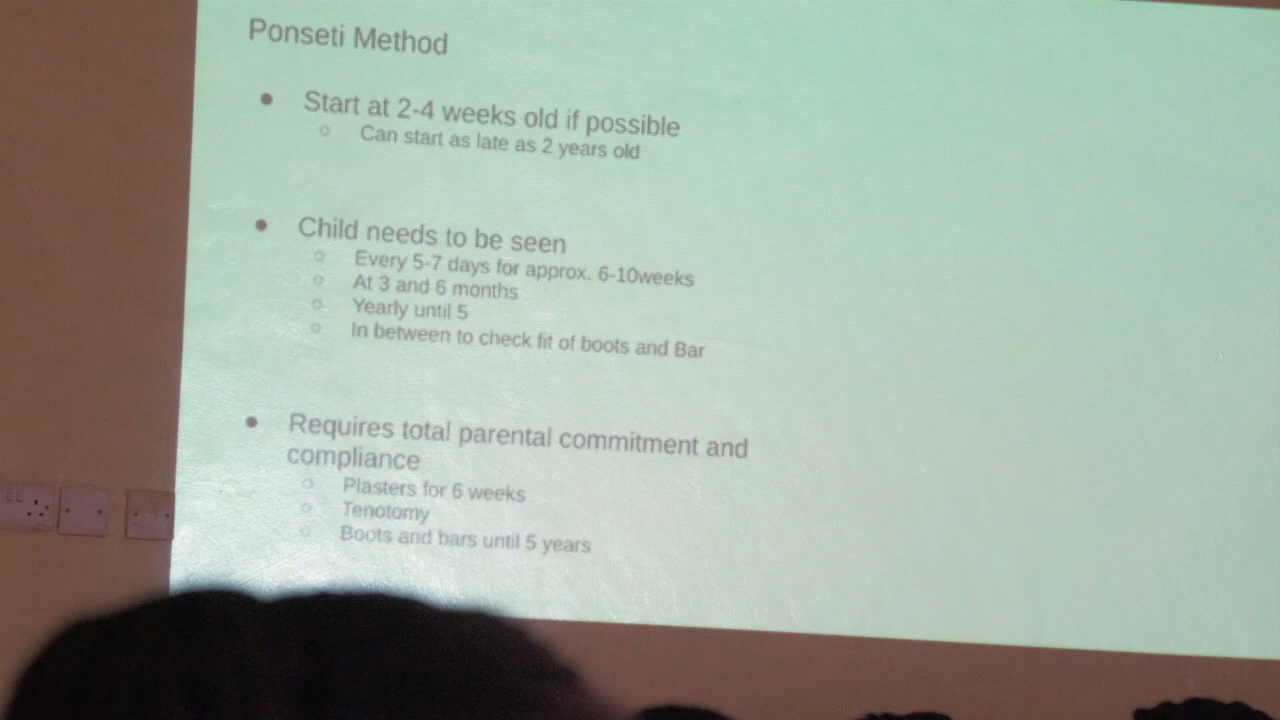 Ponseti Method
● Start at 2-4 weeks old if possible
○ Can start as late as 2 years old
● Child needs to be seen
○ Every 5-7 days for approx. 6-10weeks
○ At 3 and 6 months
○ Yearly until 5
○ In between to check fit of boots and Bar
● Requires total parental commitment and
compliance
○ Plasters for 6 weeks
○ Tenotomy
○ Boots and bars until 5 years